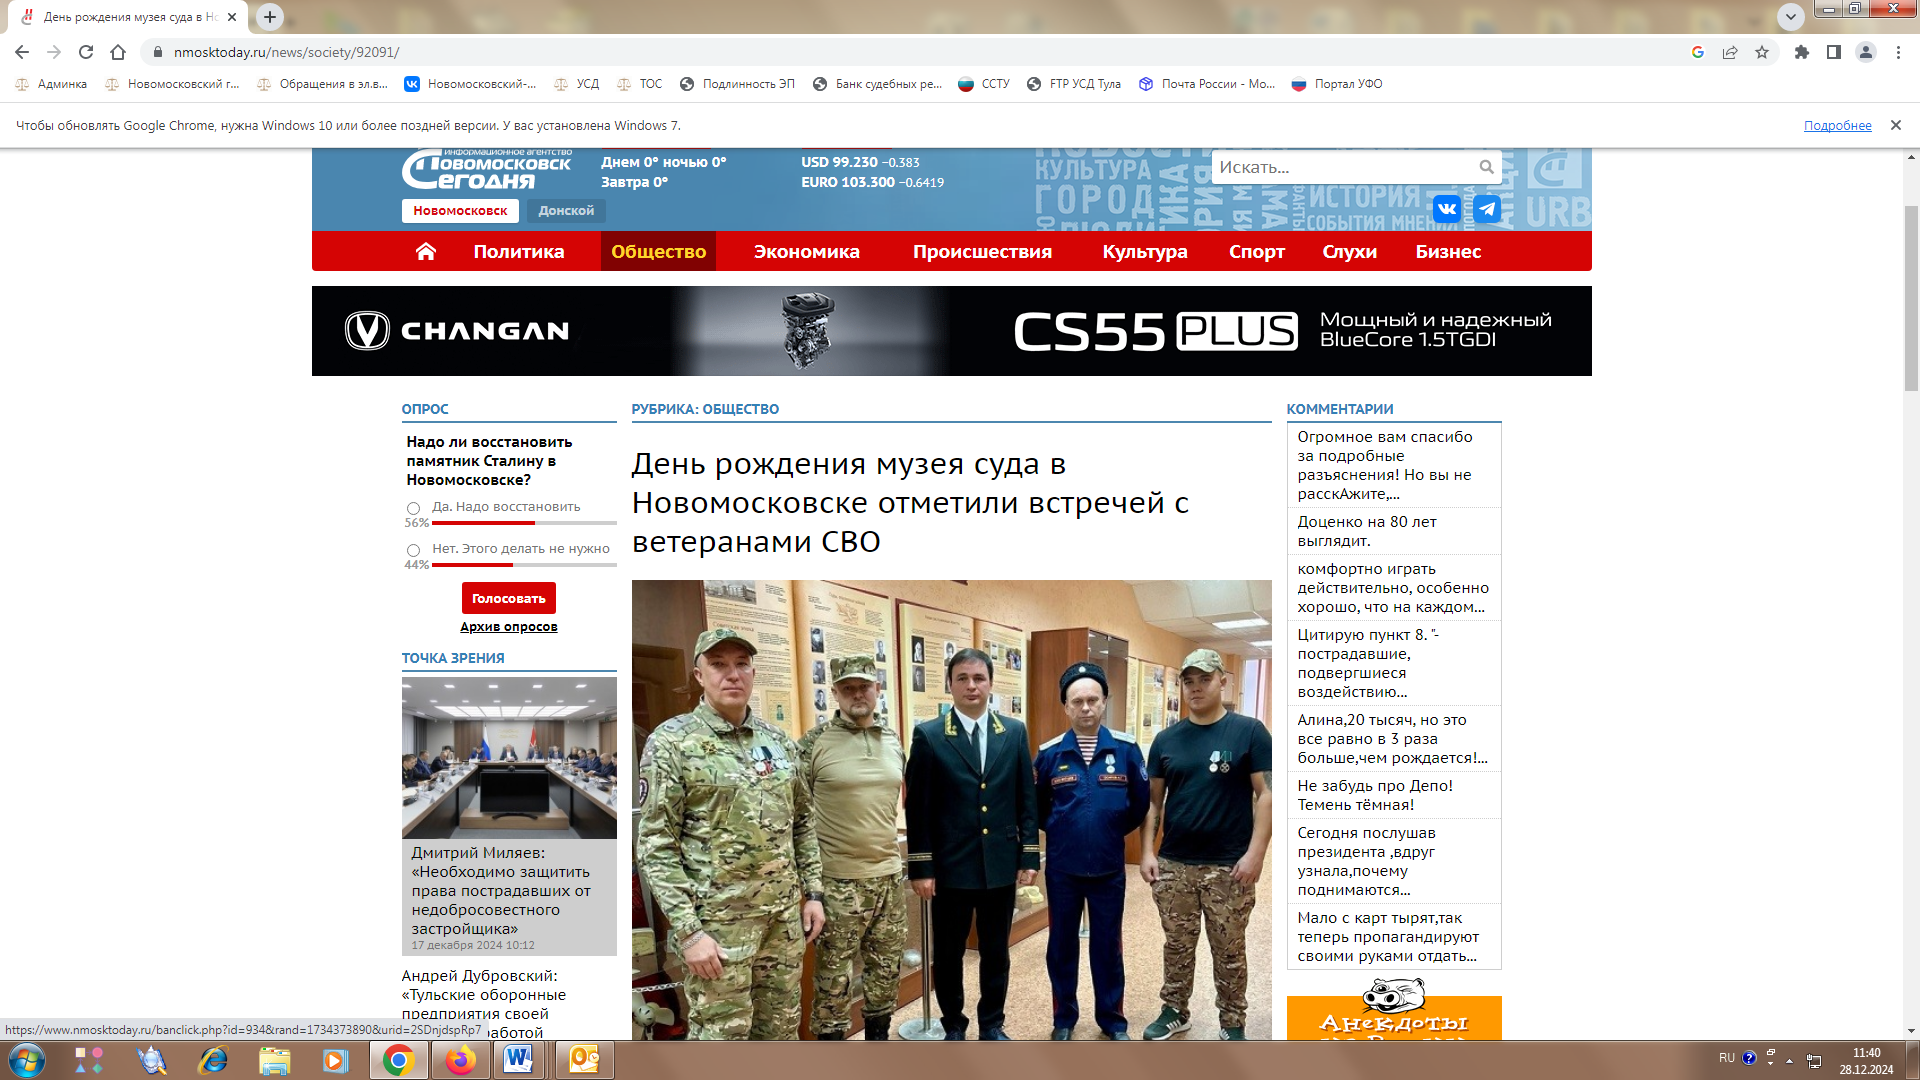 День рождения музея суда в Но
nmosktoday.ru/news/society/92091/
Админка
Новомосковский г...
Обращения в эл.в...
Новомосковский-...
УСД
ТОС
Подлинность ЭП
Банк судебных ре...
ССТУ
FTP УСД Тула
Почта России - Мо...
Портал УФО
Чтобы обновлять Google Chrome, нужна Windows 10 или более поздней версии. У вас установлена Windows 7.
Подробнее
информационное агентство
Новомосковск
Сегодня
Днем 0° ночью 0°
Завтра 0°
USD 99.230 −0.383
EURO 103.300 −0.6419
Искать...
КУЛЬТУРА
ГОРОД
ИСТОРИЯ
СОБЫТИЯ МНЕНИЯ
URB
Новомосковск
Донской
Политика
Общество
Экономика
Происшествия
Культура
Спорт
Слухи
Бизнес
CHANGAN
CS55 PLUS
Мощный и надежный
BlueCore 1.5TGDI
ОПРОС
Надо ли восстановить
памятник Сталину в
Новомосковске?
Да. Надо восстановить
56%
Нет. Этого делать не нужно
44%
Голосовать
Архив опросов
ТОЧКА ЗРЕНИЯ
Дмитрий Миляев:
«Необходимо защитить
права пострадавших от
недобросовестного
застройщика»
17 декабря 2024 10:12
Андрей Дубровский:
«Тульские оборонные
предприятия своей
работой
РУБРИКА: ОБЩЕСТВО
День рождения музея суда в
Новомосковске отметили встречей с
ветеранами СВО
КОММЕНТАРИИ
Огромное вам спасибо
за подробные
разъяснения! Но вы не
расскАжите,...
Доценко на 80 лет
выглядит.
комфортно играть
действительно, особенно
хорошо, что на каждом...
Цитирую пункт 8. "-
пострадавшие,
подвергшиеся
воздействию...
Алина,20 тысяч, но это
все равно в 3 раза
больше,чем рождается!...
Не забудь про Депо!
Темень тёмная!
Сегодня послушав
президента ,вдруг
узнала,почему
поднимаются...
Мало с карт тырят,так
теперь пропагандируют
своими руками отдать...
Анекдоты
https://www.nmosktoday.ru/banclick.php?id=934&rand=1734373890&urid=2SDnjdspRp7
RU
11:40
28.12.2024